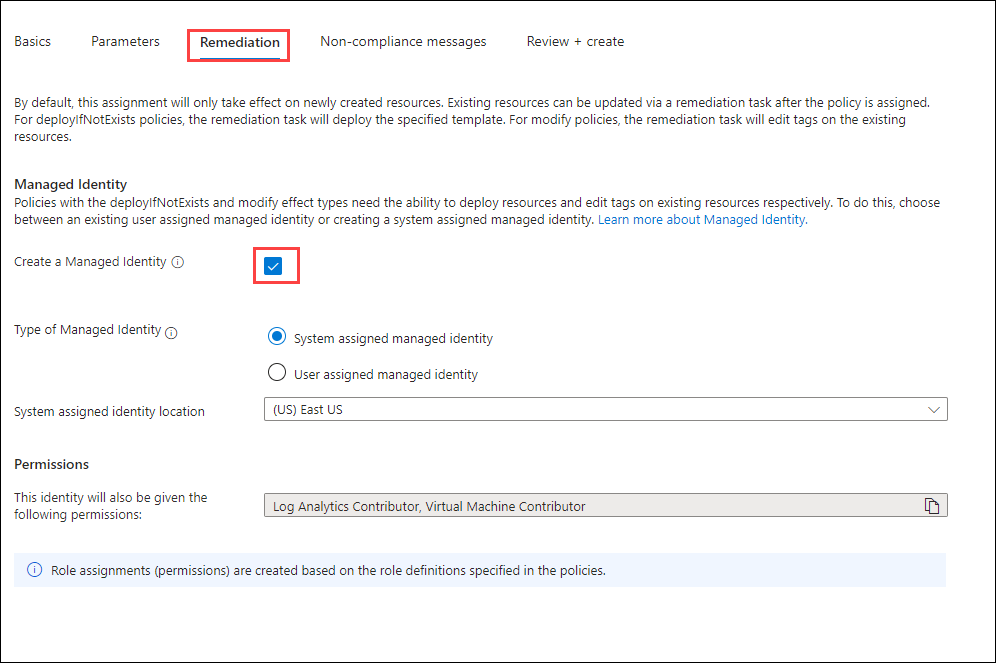 Basics Parameters Remediation Non-compliance messages Review + create
By default, this assignment will only take effect on newly created resources. Existing resources can be updated via a remediation task after the policy is assigned.
For deployIfNotExists policies, the remediation task will deploy the specified template. For modify policies, the remediation task will edit tags on the existing
resources.
Managed Identity
Policies with the deployIfNotExists and modify effect types need the ability to deploy resources and edit tags on existing resources respectively. To do this, choose
between an existing user assigned managed identity or creating a system assigned managed identity. Learn more about Managed Identity.
Create a Managed Identity
Type of Managed Identity
System assigned managed identity
User assigned managed identity
System assigned identity location
(US) East US
Permissions
This identity will also be given the
following permissions:
Log Analytics Contributor, Virtual Machine Contributor
Role assignments (permissions) are created based on the role definitions specified in the policies.